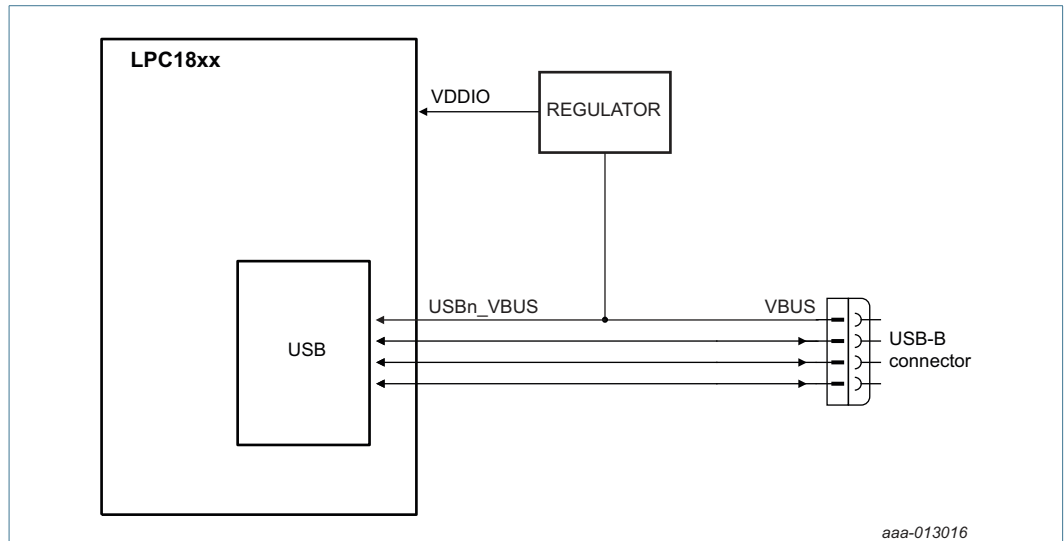 LPC18xx
VDDIO
REGULATOR
USBn_VBUS
VBUS
USB
USB-B
connector
aaa-013016